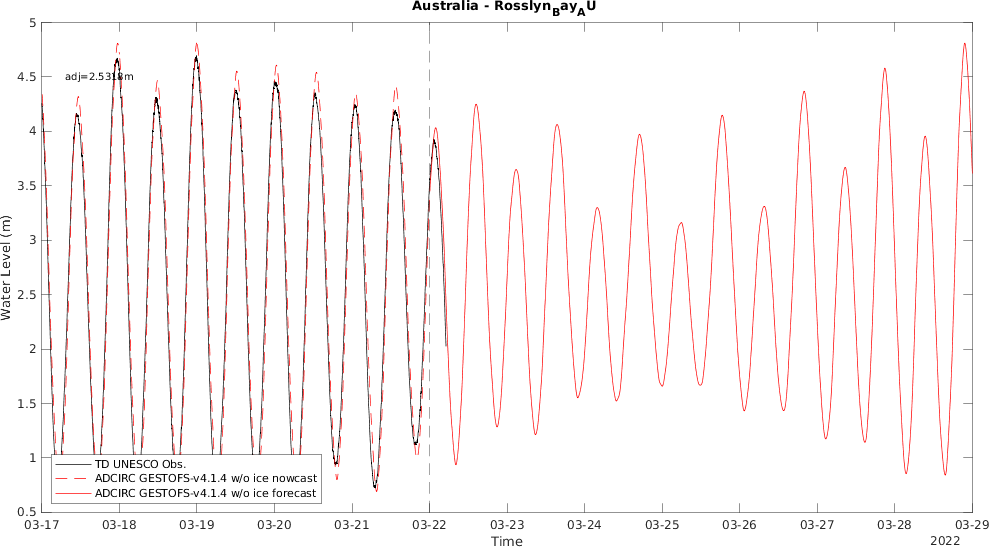 Australia - RosslynBayAU
5
4.5
4
3.5
3
2.5
2
1.5
1
0.5
Water Level (m)
adj=2.5318m
TD UNESCO Obs.
ADCIRC GESTOFS-v4.1.4 w/o ice nowcast
ADCIRC GESTOFS-v4.1.4 w/o ice forecast
03-17 03-18 03-19 03-20 03-21 03-22 03-23 03-24 03-25 03-26 03-27 03-28 03-29
Time
2022